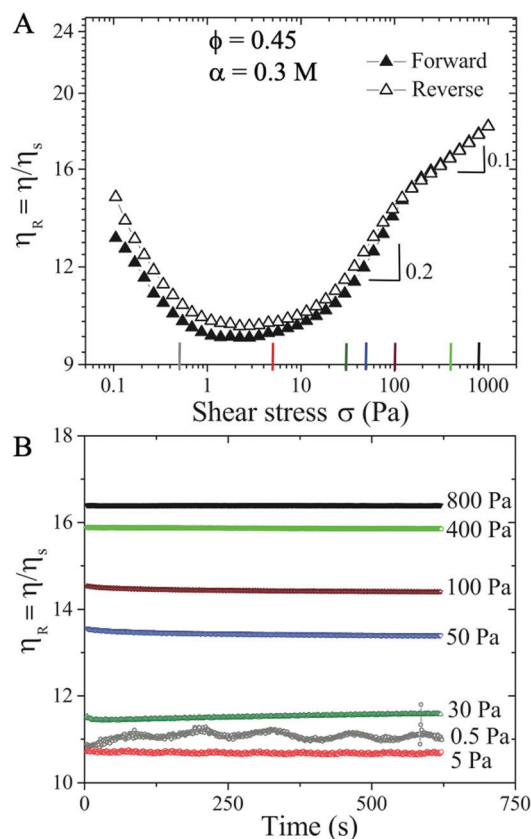 A
24
20
16
12
9
η_R = η/η_s
ϕ = 0.45
α = 0.3 M
Forward
Reverse
0.1
0.2
0.1
1
10
100
1000
Shear stress σ (Pa)
B
18
16
14
12
10
η_R = η/η_s
800 Pa
400 Pa
100 Pa
50 Pa
30 Pa
0.5 Pa
5 Pa
0
250
500
750
Time (s)